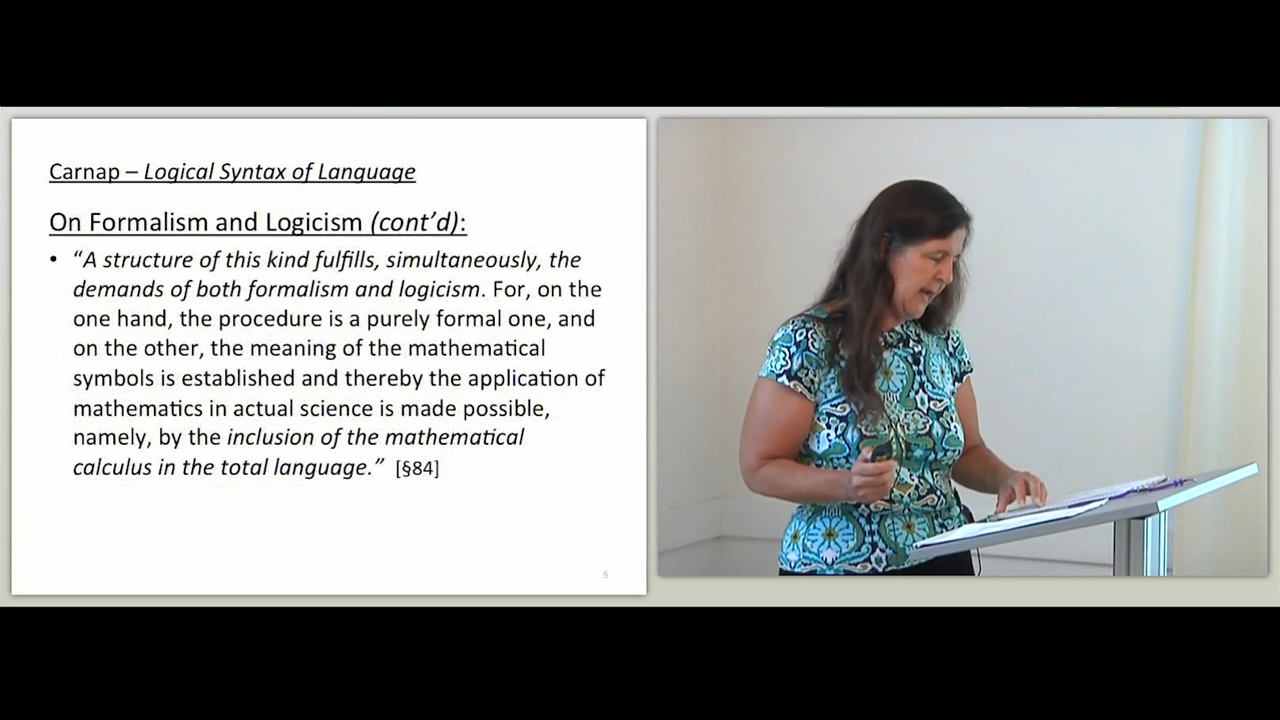 Carnap – Logical Syntax of Language
On Formalism and Logicism (cont’d):
• “A structure of this kind fulfills, simultaneously, the
demands of both formalism and logicism. For, on the
one hand, the procedure is a purely formal one, and
on the other, the meaning of the mathematical
symbols is established and thereby the application of
mathematics in actual science is made possible,
namely, by the inclusion of the mathematical
calculus in the total language.” [§84]
5